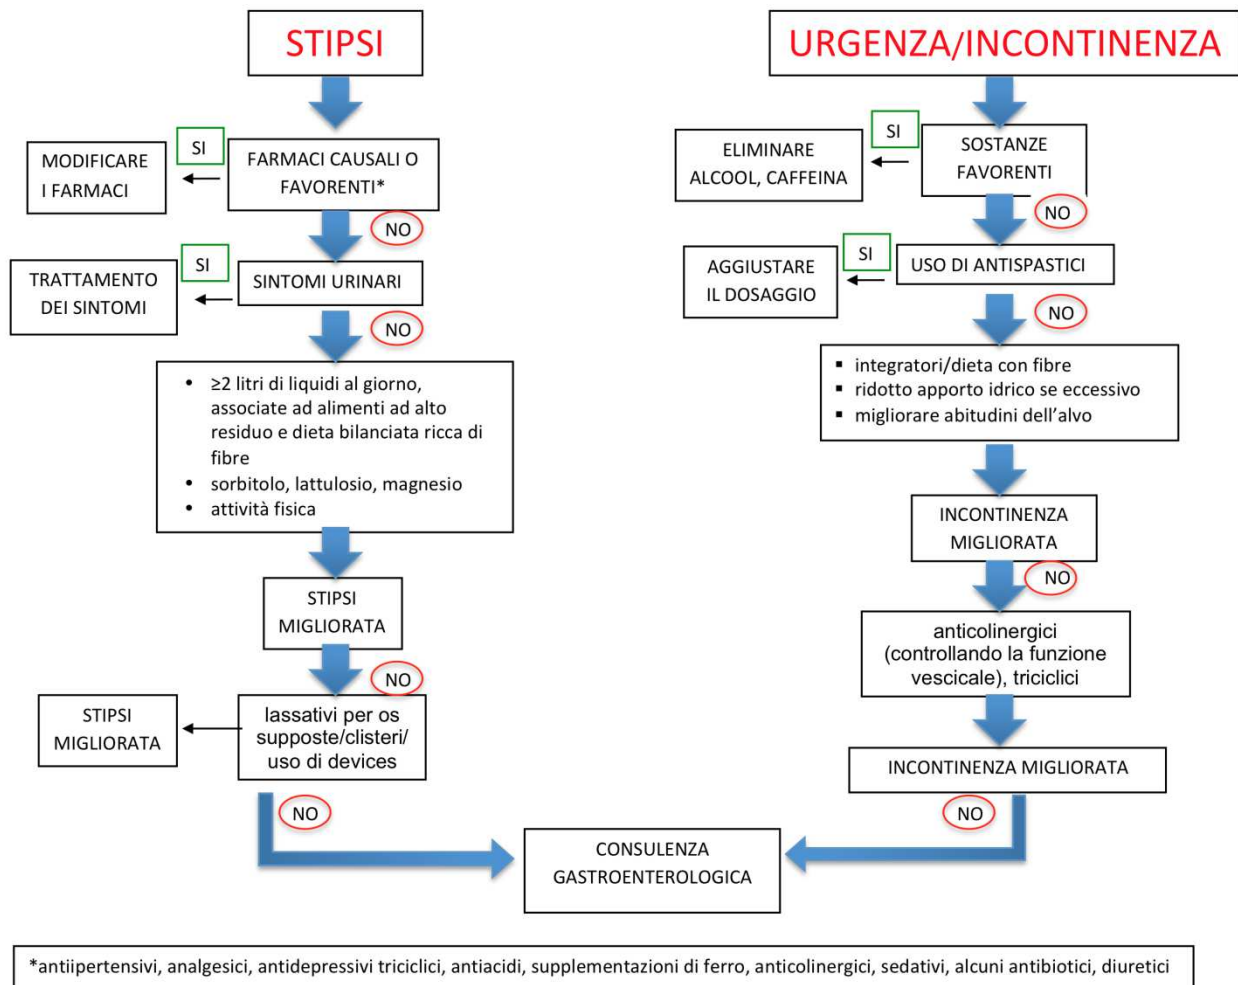 STIPSI
SI
MODIFICARE
I FARMACI
FARMACI CAUSALI O
FAVORENTI*
NO
SI
TRATTAMENTO
DEI SINTOMI
SINTOMI URINARI
NO
• ≥2 litri di liquidi al giorno,
associate ad alimenti ad alto
residuo e dieta bilanciata ricca di
fibre
• sorbitolo, lattulosio, magnesio
• attività fisica
STIPSI
MIGLIORATA
NO
STIPSI
MIGLIORATA
lassativi per os
supposte/clisteri/
uso di devices
NO
URGENZA/INCONTINENZA
SI
ELIMINARE
ALCOOL, CAFFEINA
SOSTANZE
FAVORENTI
NO
SI
AGGIUSTARE
IL DOSAGGIO
USO DI ANTISPASTICI
NO
▪ integratori/dieta con fibre
▪ ridotto apporto idrico se eccessivo
▪ migliorare abitudini dell’alvo
INCONTINENZA
MIGLIORATA
NO
anticolinergici
(controllando la funzione
vescicale), triciclici
INCONTINENZA MIGLIORATA
NO
CONSULENZA
GASTROENTEROLOGICA
*antiipertensivi, analgesici, antidepressivi triciclici, antiacidi, supplementazioni di ferro, anticolinergici, sedativi, alcuni antibiotici, diuretici